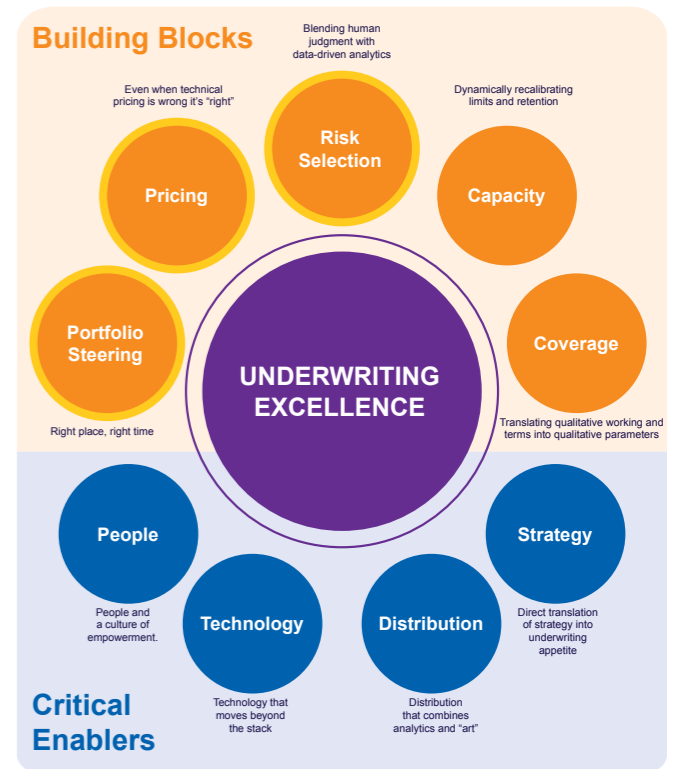 Building Blocks
Blending human
judgment with
data-driven analytics
Even when technical
pricing is wrong it's “right”
Dynamically recalibrating
limits and retention
Risk
Selection
Pricing
Capacity
Portfolio
Steering
Coverage
UNDERWRITING
EXCELLENCE
Right place, right time
Translating qualitative working and
terms into qualitative parameters
People
Strategy
People and
a culture of
empowerment.
Technology
Distribution
Direct translation
of strategy into
underwriting
appetite
Technology that
moves beyond
the stack
Distribution
that combines
analytics and “art”
Critical
Enablers